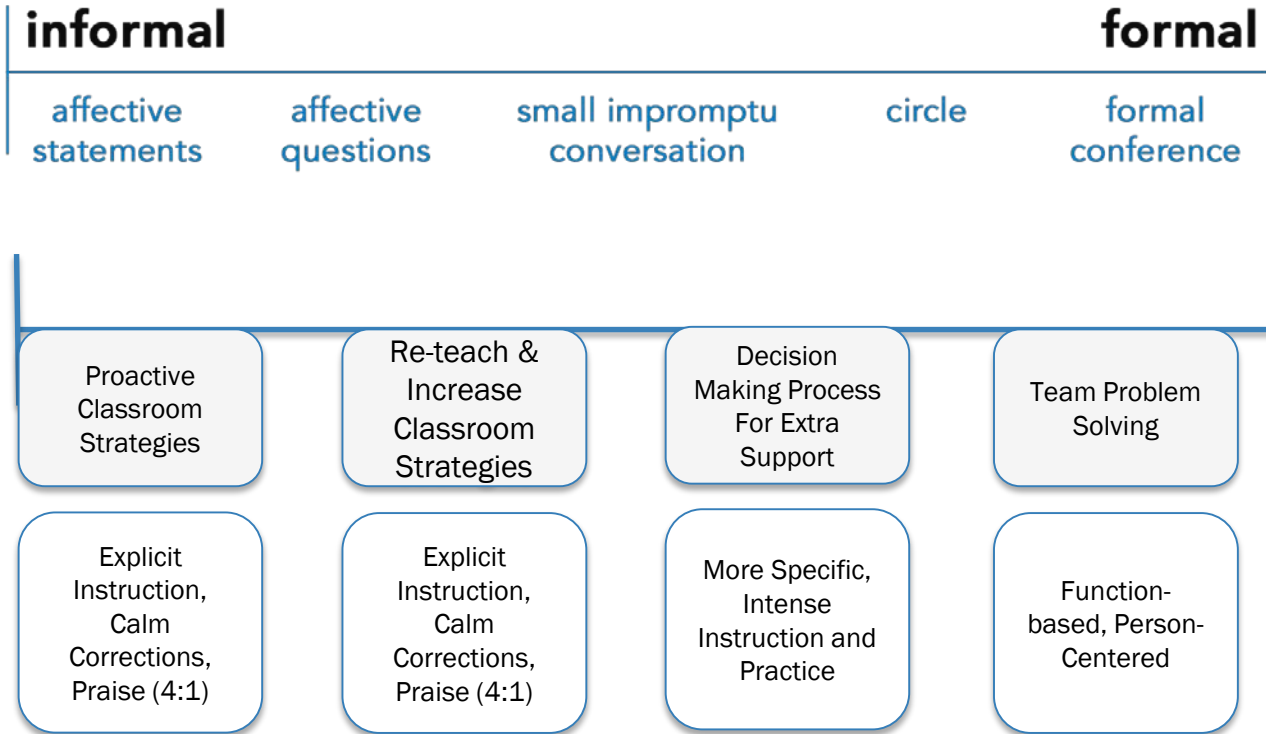 informal formal
affective affective small impromptu circle formal
statements questions conversation conference
Proactive
Classroom
Strategies
Re-teach &
Increase
Classroom
Strategies
Decision
Making Process
For Extra
Support
Team Problem
Solving
Explicit
Instruction,
Calm
Corrections,
Praise (4:1)
Explicit
Instruction,
Calm
Corrections,
Praise (4:1)
More Specific,
Intense
Instruction and
Practice
Function-
based, Person-
Centered